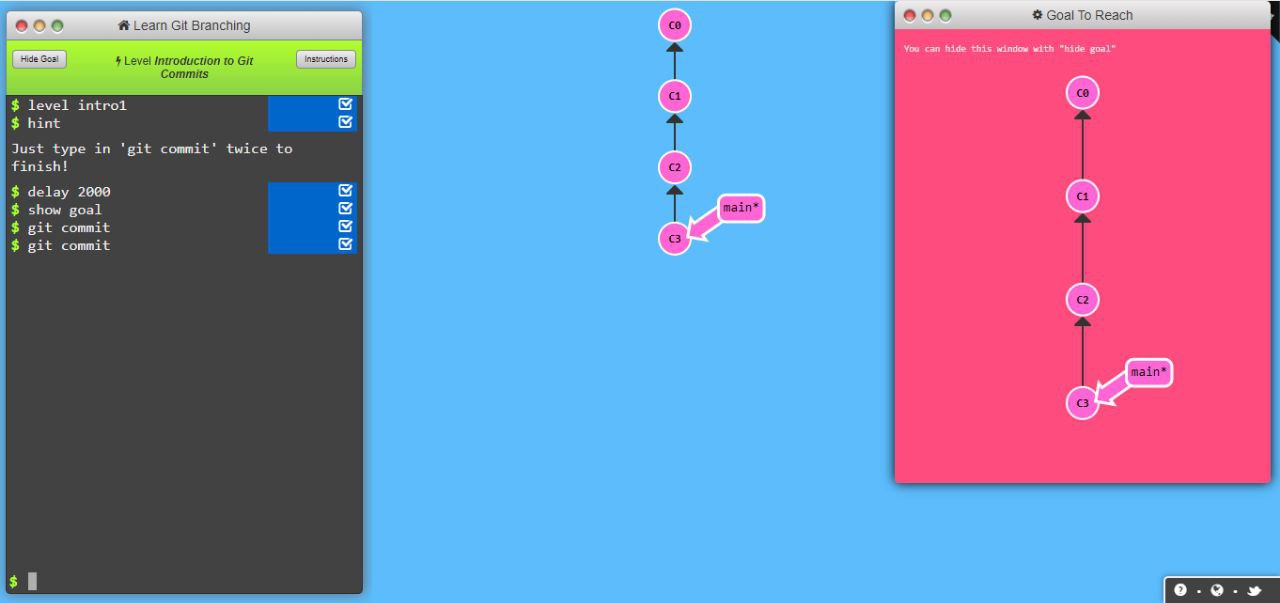 Learn Git Branching
Hide Goal
Level Introduction to Git
Commits
Instructions
$ level intro1
$ hint
Just type in 'git commit' twice to
finish!
$ delay 2000
$ show goal
$ git commit
$ git commit
$
C0
C1
C2
main*
C3
Goal To Reach
You can hide this window with "hide goal"
C0
C1
C2
main*
C3